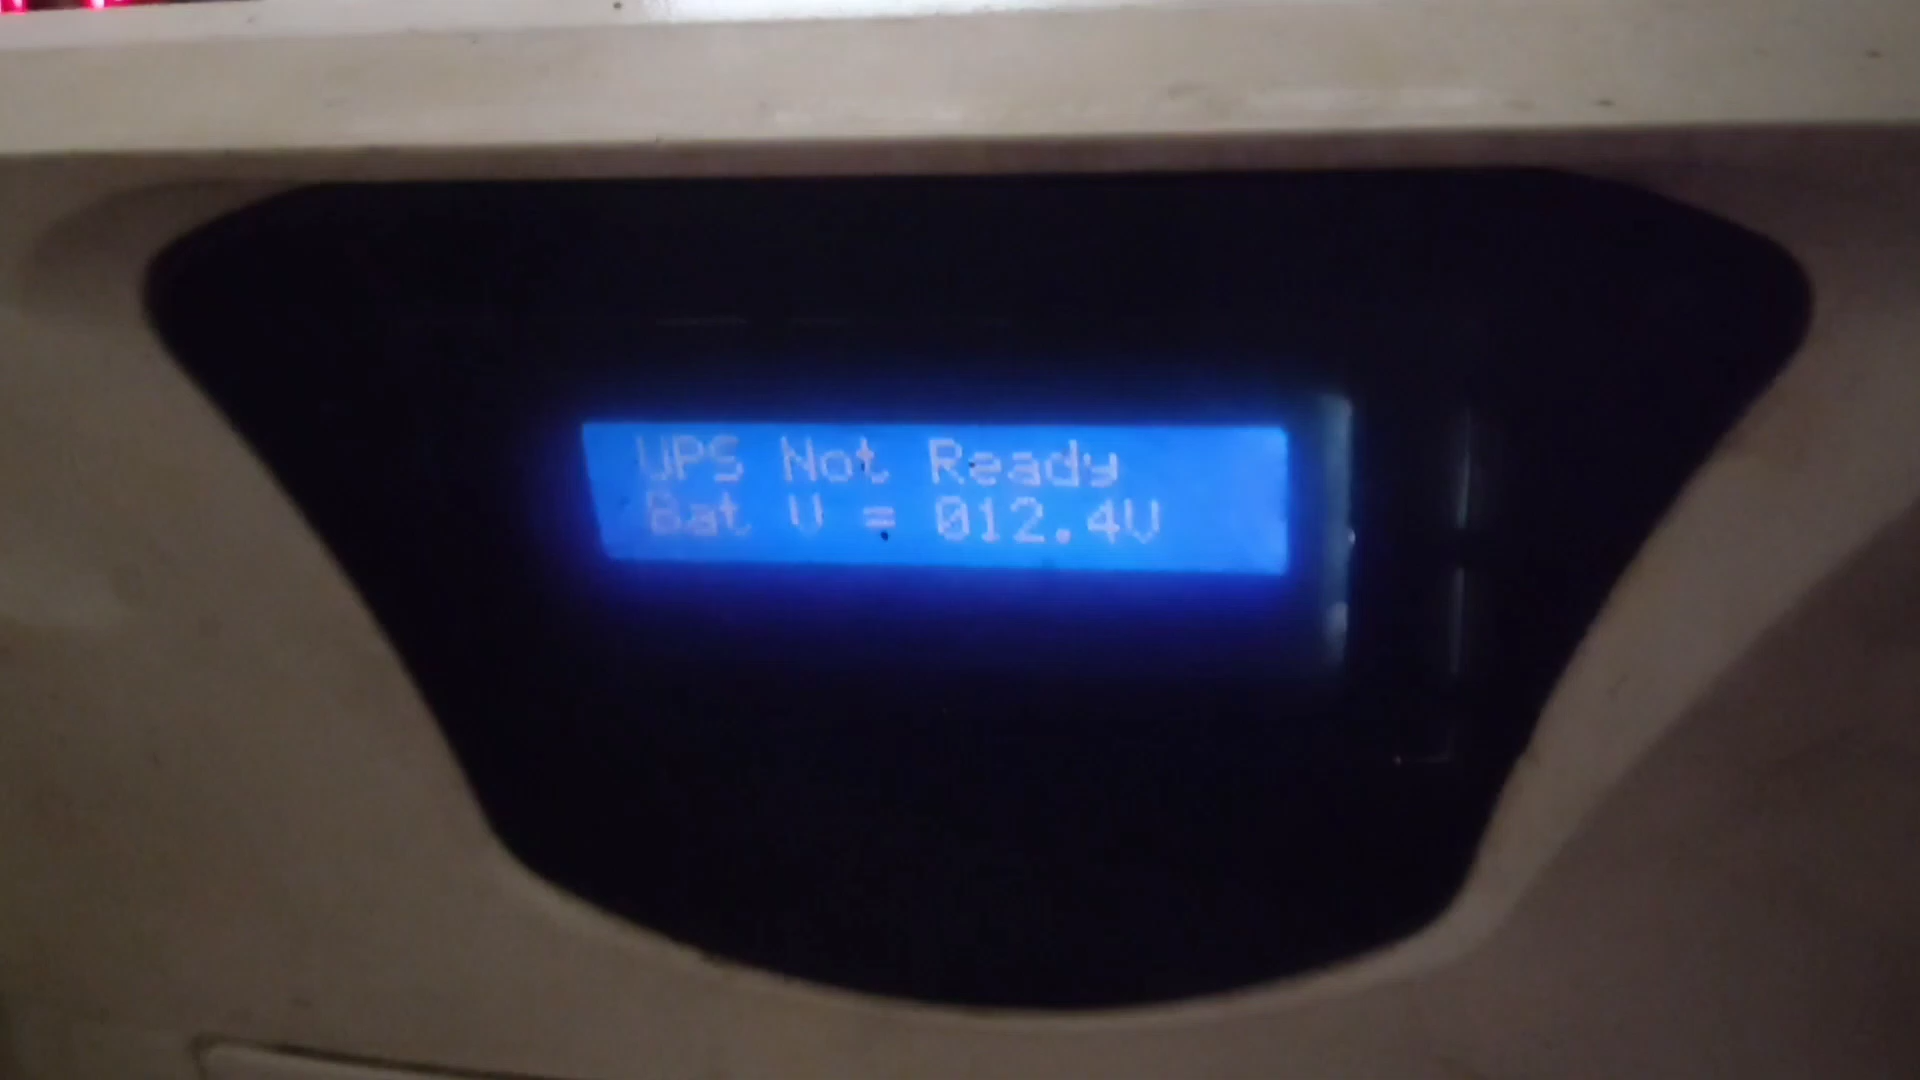 UPS Not Ready
Bat V = 012.4V